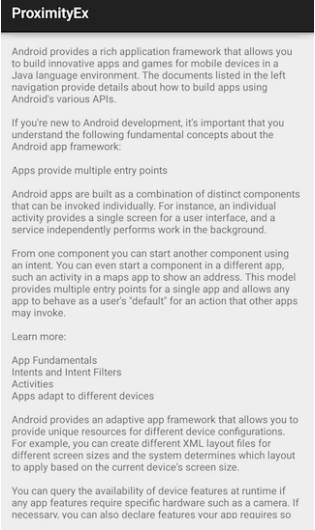 ProximityEx
Android provides a rich application framework that allows you
to build innovative apps and games for mobile devices in a
Java language environment. The documents listed in the left
navigation provide details about how to build apps using
Android's various APIs.
If you're new to Android development, it's important that you
understand the following fundamental concepts about the
Android app framework:
Apps provide multiple entry points
Android apps are built as a combination of distinct components
that can be invoked individually. For instance, an individual
activity provides a single screen for a user interface, and a
service independently performs work in the background.
From one component you can start another component using
an intent. You can even start a component in a different app,
such an activity in a maps app to show an address. This model
provides multiple entry points for a single app and allows any
app to behave as a user's "default" for an action that other apps
may invoke.
Learn more:
App Fundamentals
Intents and Intent Filters
Activities
Apps adapt to different devices
Android provides an adaptive app framework that allows you to
provide unique resources for different device configurations.
For example, you can create different XML layout files for
different screen sizes and the system determines which layout
to apply based on the current device's screen size.
You can query the availability of device features at runtime if
any app features require specific hardware such as a camera. If
necessary, you can also declare features your app requires so